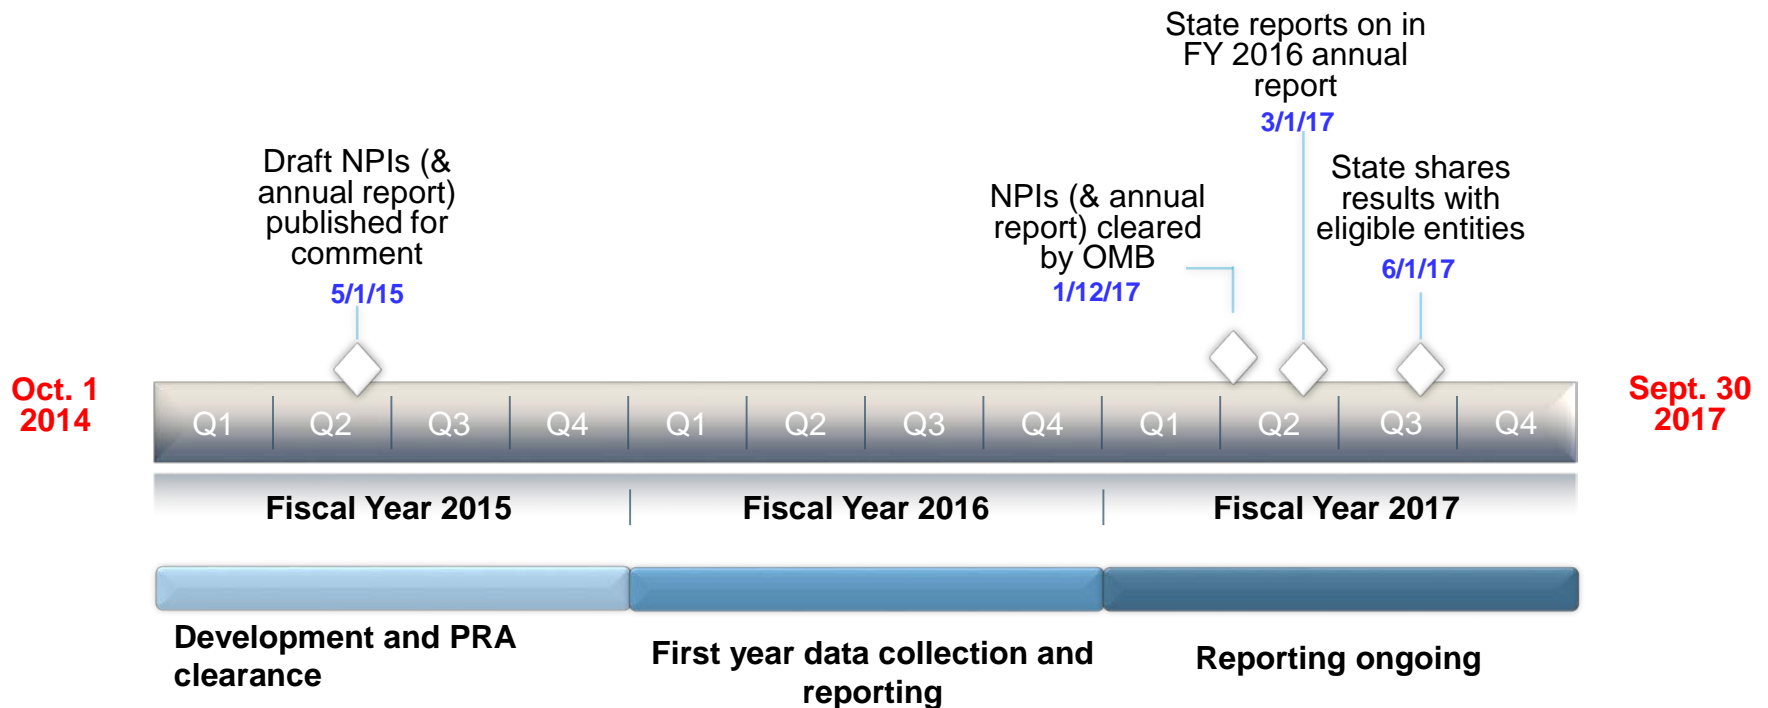 State reports on in
FY 2016 annual
report
3/1/17
Draft NPIs (&
annual report)
published for
comment
5/1/15
NPIs (& annual
report) cleared
by OMB
1/12/17
State shares
results with
eligible entities
6/1/17
Oct. 1
2014
Q1 Q2 Q3 Q4 Q1 Q2 Q3 Q4 Q1 Q2 Q3 Q4
Sept. 30
2017
Fiscal Year 2015 Fiscal Year 2016 Fiscal Year 2017
Development and PRA
clearance
First year data collection and
reporting
Reporting ongoing